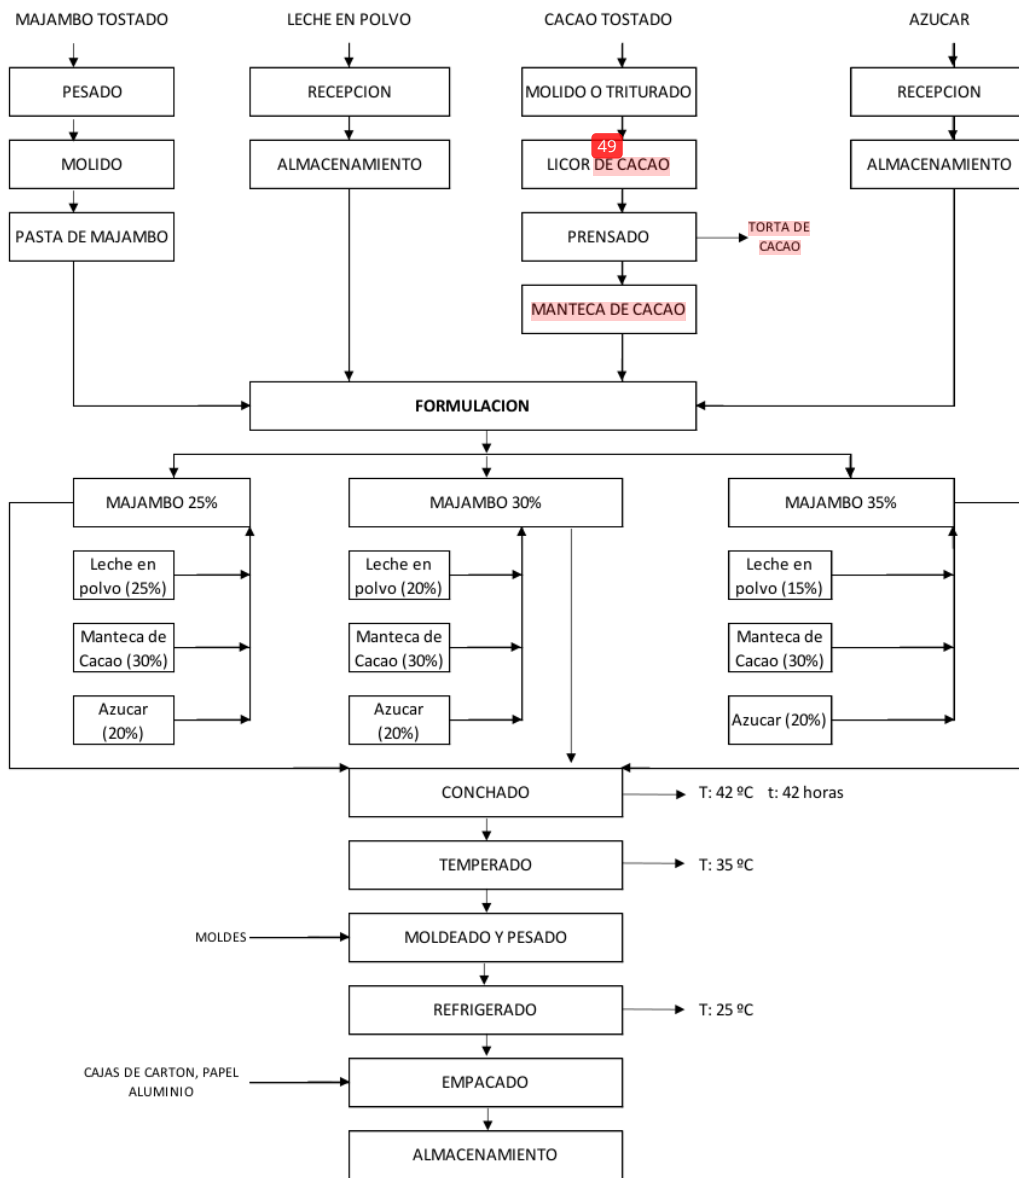 MAJAMBO TOSTADO
LECHE EN POLVO
CACAO TOSTADO
AZUCAR
PESADO
RECEPCION
MOLIDO O TRITURADO
RECEPCION
49
MOLIDO
ALMACENAMIENTO
LICOR DE CACAO
ALMACENAMIENTO
PASTA DE MAJAMBO
PRENSADO
TORTA DE
CACAO
MANTECA DE CACAO
FORMULACION
MAJAMBO 25%
MAJAMBO 30%
MAJAMBO 35%
Leche en
polvo (25%)
Leche en
polvo (20%)
Leche en
polvo (15%)
Manteca de
Cacao (30%)
Manteca de
Cacao (30%)
Manteca de
Cacao (30%)
Azucar
(20%)
Azucar
(20%)
Azucar (20%)
CONCHADO
T: 42 ºC t: 42 horas
TEMPERADO
T: 35 ºC
MOLDES
MOLDEADO Y PESADO
REFRIGERADO
T: 25 ºC
CAJAS DE CARTON, PAPEL
ALUMINIO
EMPACADO
ALMACENAMIENTO